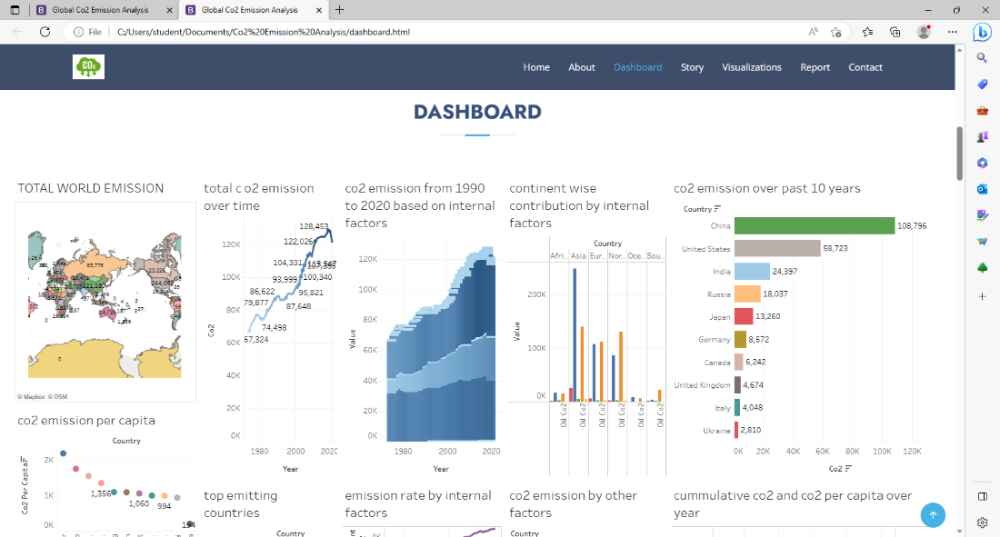 Global Co2 Emission Analysis
Global Co2 Emission Analysis
File
C:/Users/student/Documents/Co2%20Emission%20Analysis/dashboard.html
CO2
Home About Dashboard Story Visualizations Report Contact
DASHBOARD
TOTAL WORLD EMISSION
83,778
23,226
244,060
© Mapbox © OSM
total c o2 emission
over time
128,453
122,026
104,331
93,999
100,340
86,622
95,821
79,877
87,648
74,498
67,324
120K
100K
80K
60K
40K
20K
0K
Co2
1980 2000 2020
Year
co2 emission from 1990
to 2020 based on internal
factors
120K
100K
80K
60K
40K
20K
0K
Value
1980 2000 2020
Year
continent wise
contribution by internal
factors
Country
Afri.. Asia Eur.. Nor.. Oce.. Sou..
200K
100K
0K
Value
Oil Co2 Oil Co2 Oil Co2 Oil Co2 Oil Co2 Oil Co2
co2 emission over past 10 years
Country
China 108,796
United States 58,723
India 24,397
Russia 18,037
Japan 13,260
Germany 8,572
Canada 6,242
United Kingdom 4,674
Italy 4,048
Ukraine 2,810
0K 20K 40K 60K 80K 100K 120K
Co2
co2 emission per capita
Country
2K
1K
0K
Co2 Per Capita
1,356
1,060
994
194
top emitting
countries
Country
emission rate by internal
factors
4K
co2 emission by other
factors
Country
cummulative co2 and co2 per capita over
year